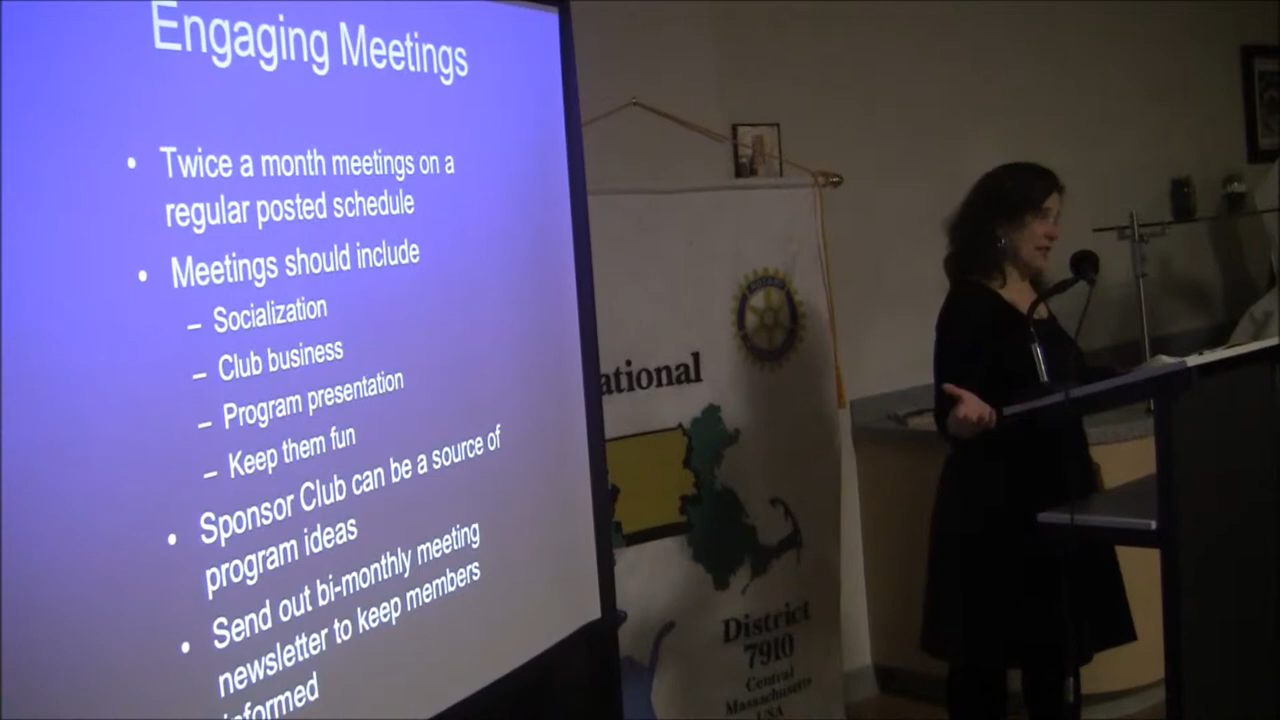 Engaging Meetings
• Twice a month meetings on a
regular posted schedule
• Meetings should include
– Socialization
– Club business
– Program presentation
– Keep them fun
• Sponsor Club can be a source of
program ideas
• Send out bi-monthly meeting
newsletter to keep members
informed
ROTARY
ational
District
7910
Central
Massachusetts
USA